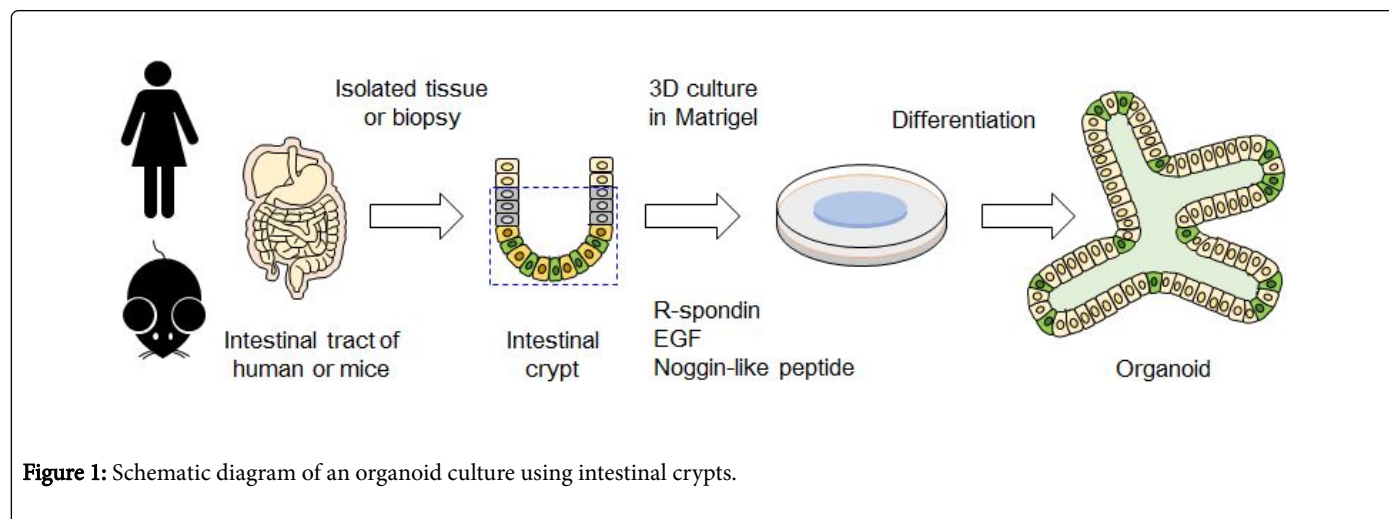 Isolated tissue
or biopsy
3D culture
in Matrigel
Differentiation
Intestinal tract of
human or mice
Intestinal
crypt
R-spondin
EGF
Noggin-like peptide
Organoid
Figure 1: Schematic diagram of an organoid culture using intestinal crypts.